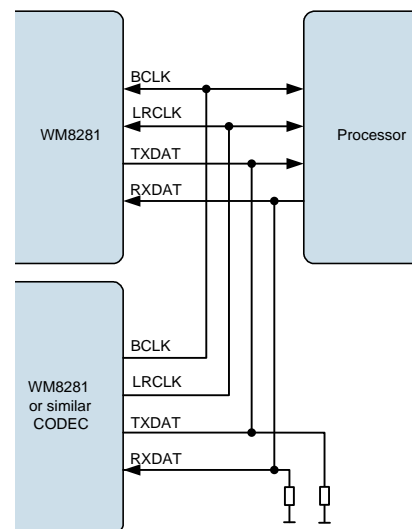 BCLK
LRCLK
WM8281
Processor
TXDAT
RXDAT
BCLK
WM8281
or similar
CODEC
LRCLK
TXDAT
RXDAT